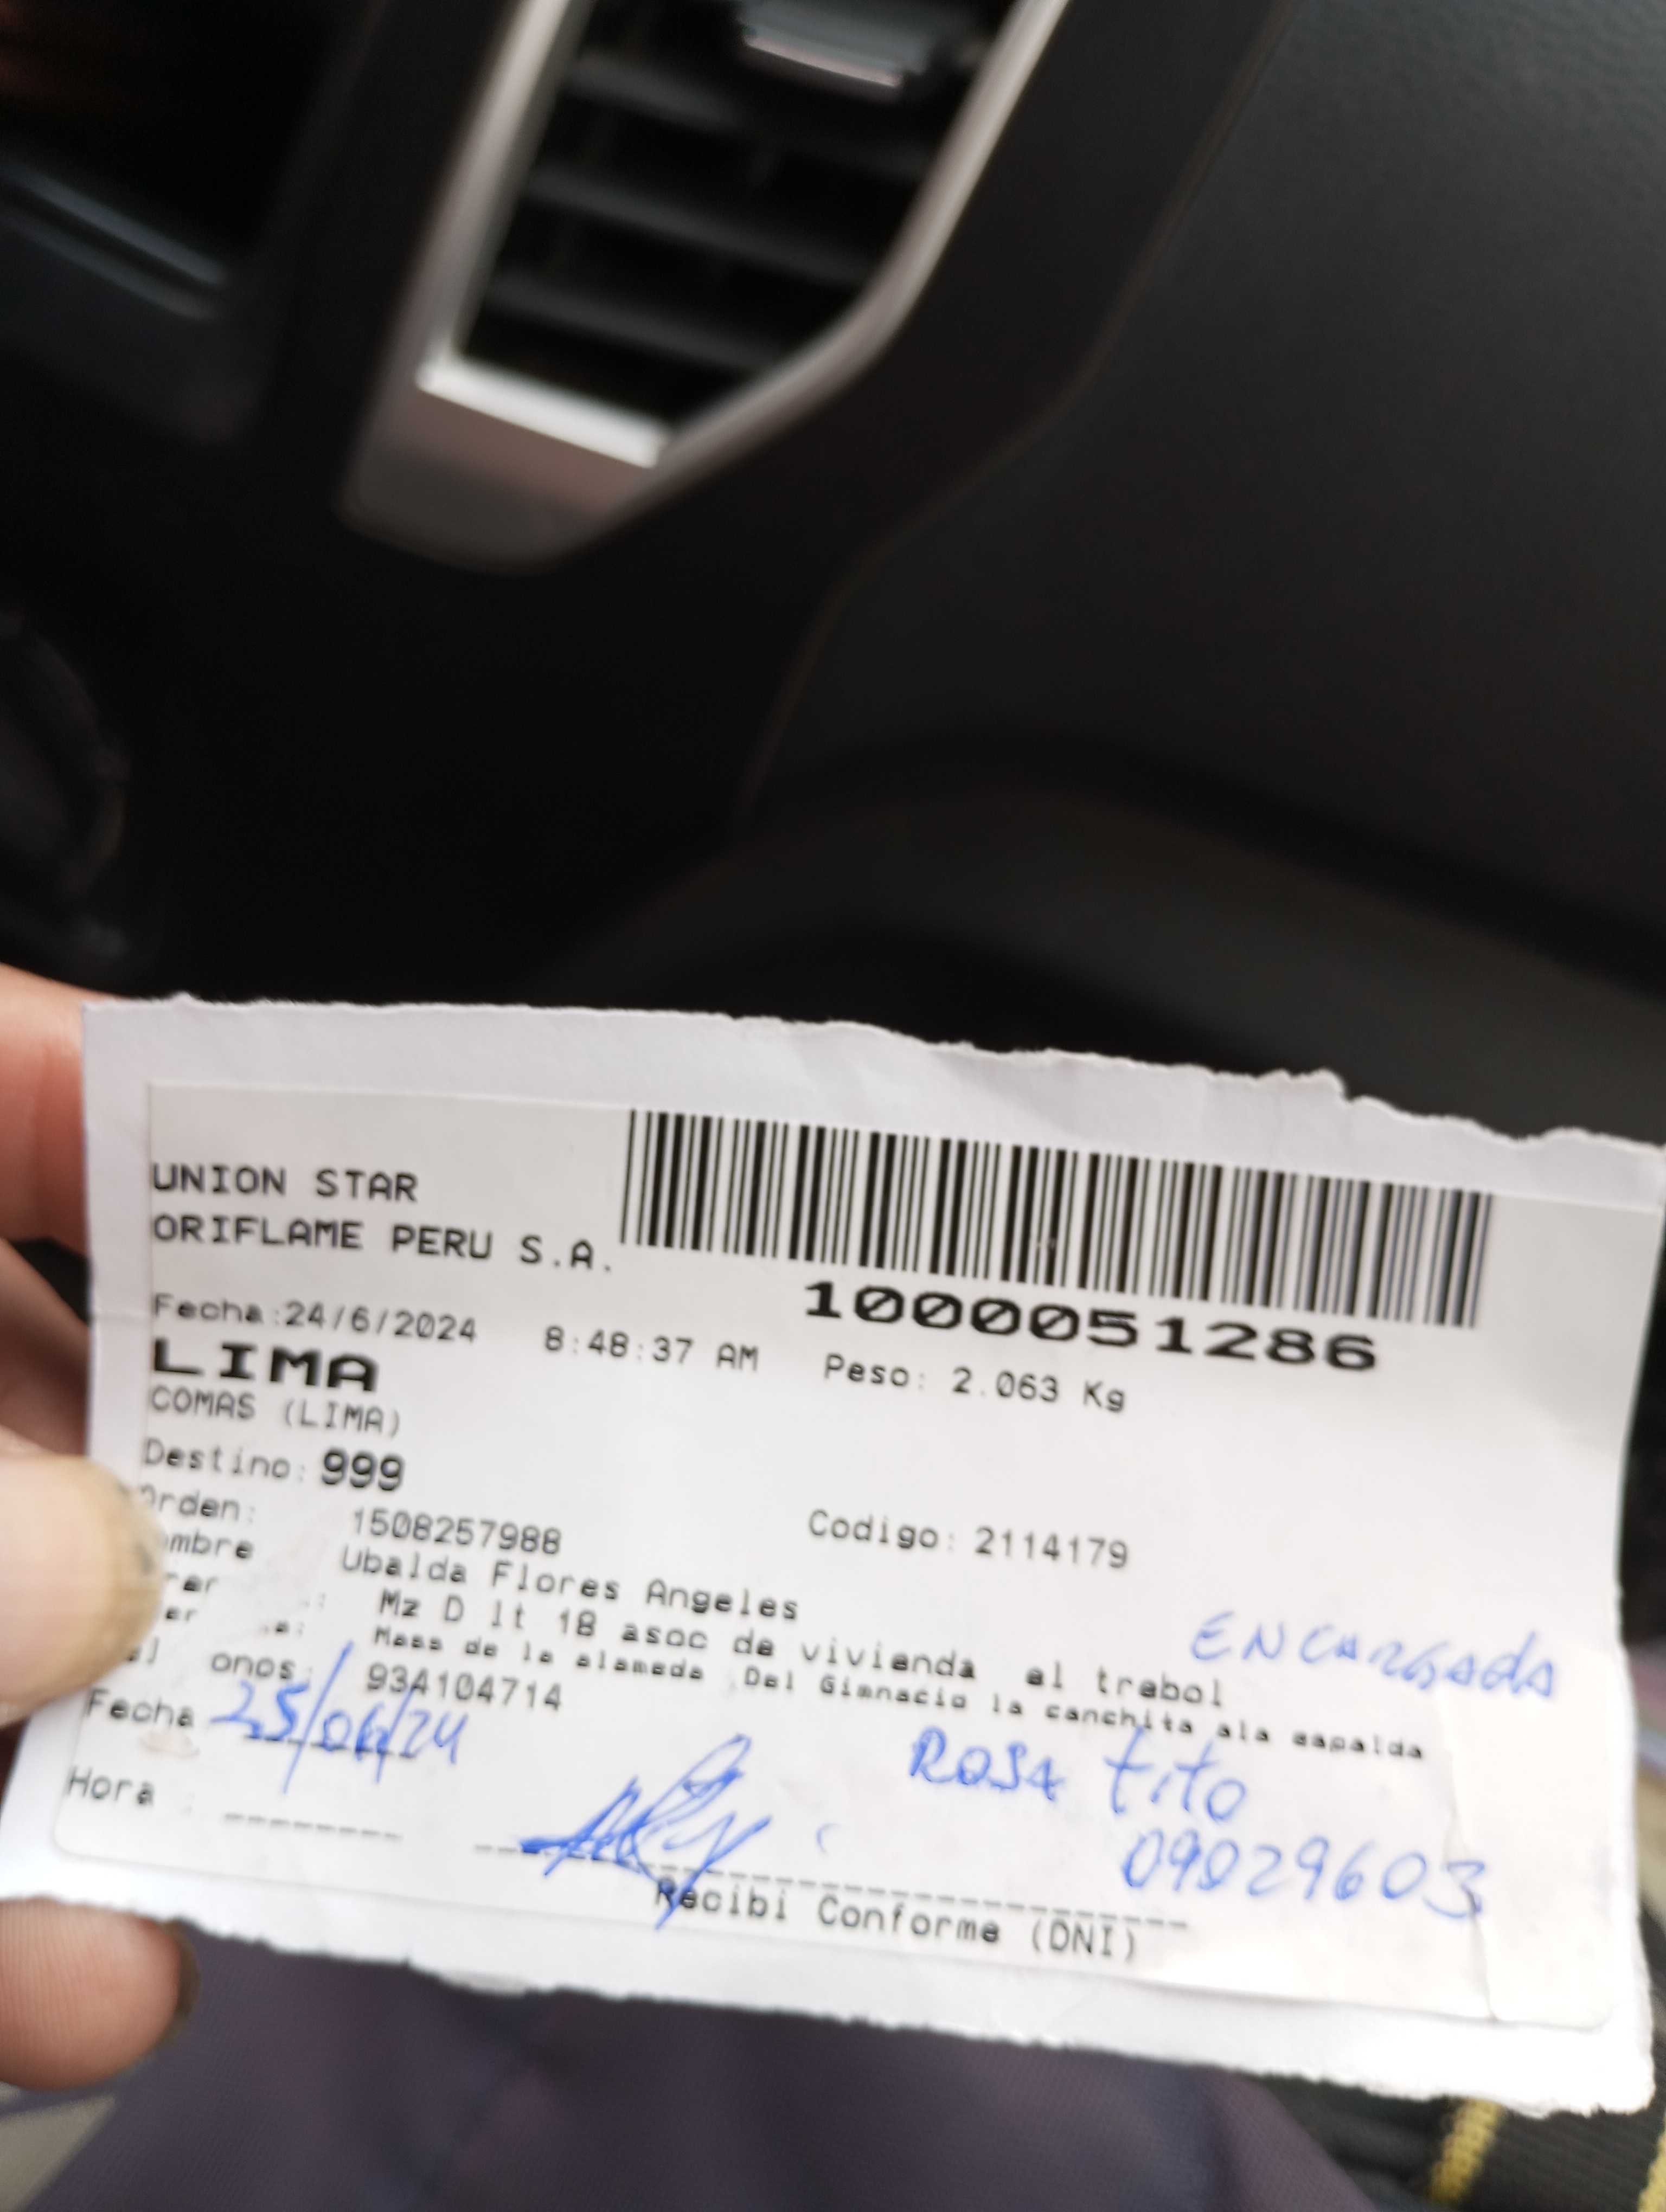 UNION STAR
ORIFLAME PERU S.A.
1000051286
Fecha:24/6/2024 8:48:37 AM Peso: 2.063 Kg
LIMA
COMAS (LIMA)
Destino: 999
Orden: 1508257988 Codigo: 2114179
ombre Ubalda Flores Angeles
Mz D lt 18 asoc de vivienda el trebol
ENCARGADA
Mass de la alameda Del Gimnacio la canchita ala espalda
onos: 934104714
Fecha 25/06/24
ROSA tito
Hora :
09029603
Recibi Conforme (DNI)